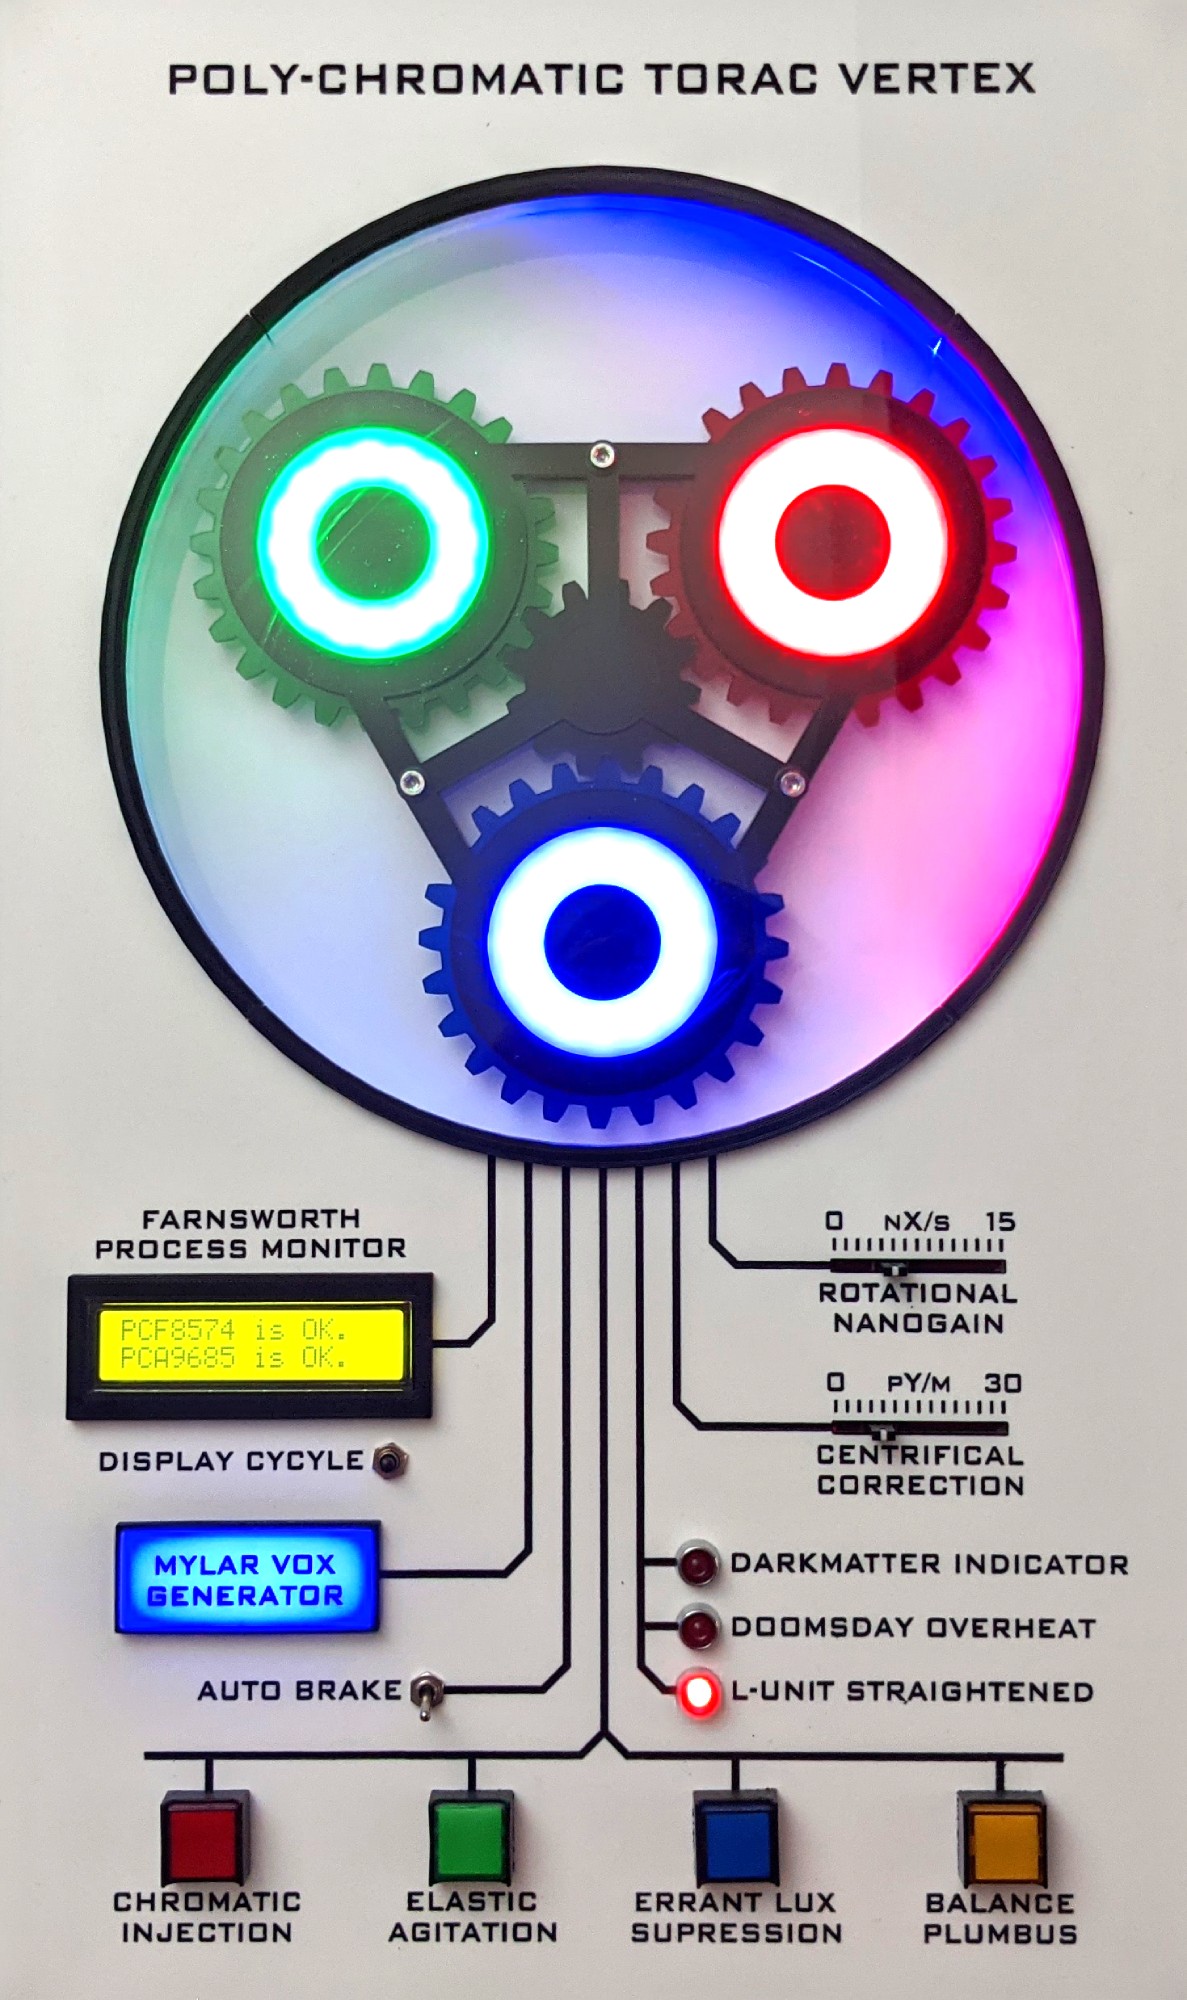 POLY-CHROMATIC TORAC VERTEX
FARNSWORTH
PROCESS MONITOR
PCF8574 is OK.
PCA9685 is OK.
DISPLAY CYCYLE
MYLAR VOX
GENERATOR
AUTO BRAKE
0 NX/S 15
ROTATIONAL
NANOGAIN
0 PY/M 30
CENTRIFICAL
CORRECTION
DARKMATTER INDICATOR
DOOMSDAY OVERHEAT
L-UNIT STRAIGHTENED
CHROMATIC
INJECTION
ELASTIC
AGITATION
ERRANT LUX
SUPRESSION
BALANCE
PLUMBUS